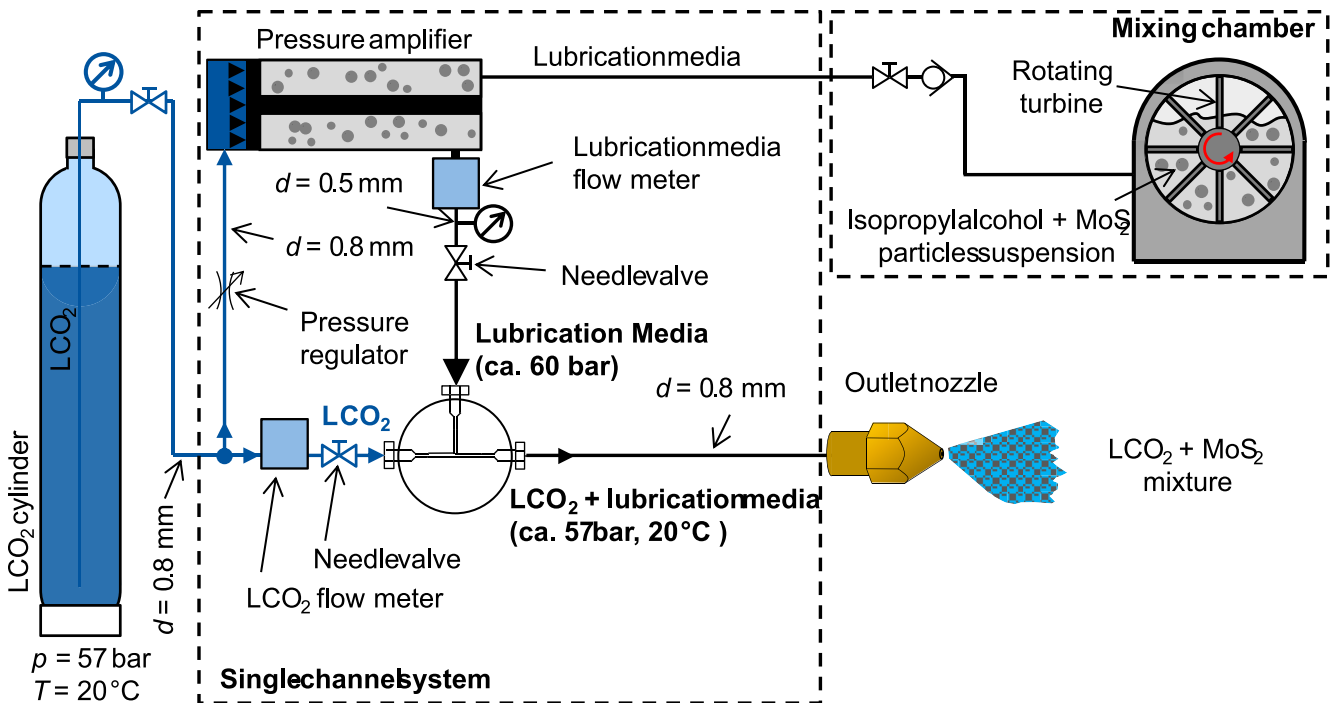 Pressure amplifier
Lubricationmedia
Mixing chamber
Rotating
turbine
Isopropylalcohol + MoS2
particlessuspension
Lubricationmedia
flow meter
d = 0.5 mm
d = 0.8 mm
Needlevalve
Pressure
regulator
Lubrication Media
(ca. 60 bar)
d = 0.8 mm
Outletnozzle
LCO2
LCO2
LCO2 + MoS2
mixture
LCO2 + lubricationmedia
(ca. 57bar, 20°C )
Needlevalve
LCO2 flow meter
d = 0.8 mm
LCO2 cylinder
p = 57 bar
T = 20°C
Singlechannelsystem